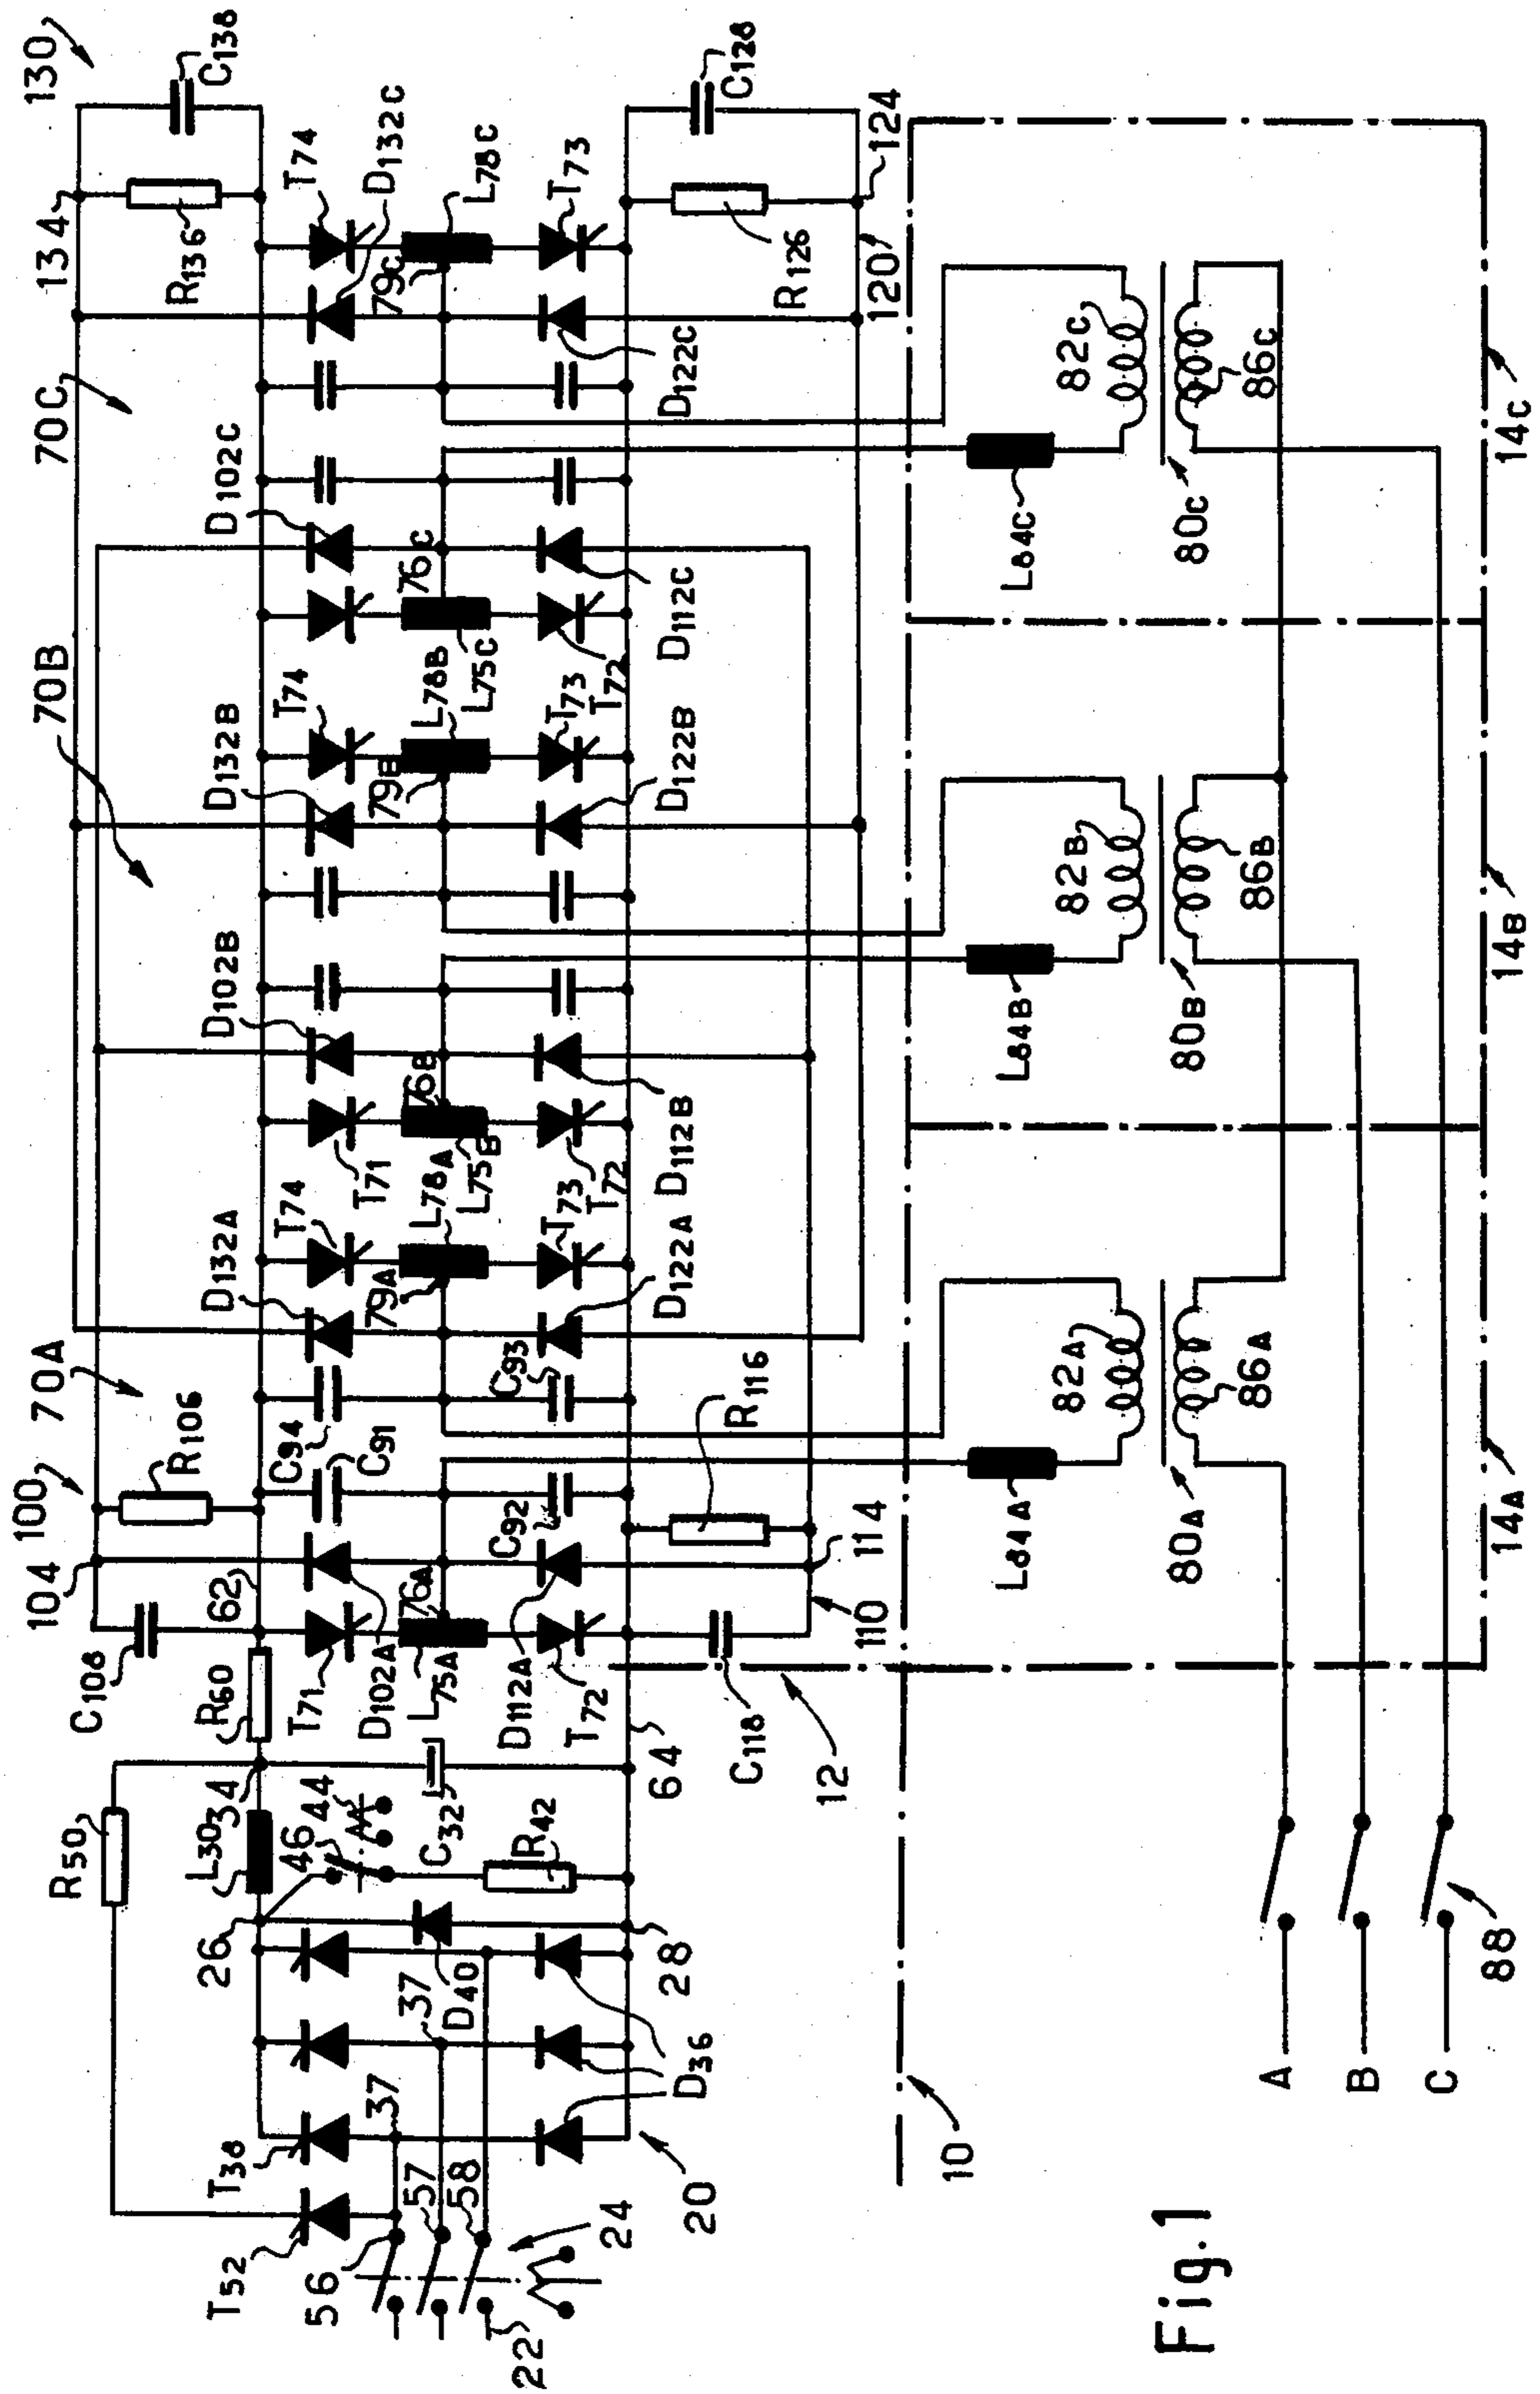 130
C138
134
R136
T74
D132C
79C
L78C
T73
R126
C128
124
120
D122C
70C
D102C
76C
L75C
D112C
T72
70B
D132B
T74
79B
L78B
T73
D122B
D102B
76B
L75B
T71
T72
D112B
70A
D132A
T74
79A
L78A
T73
D122A
100
104
R106
C108
62
C94
C91
C93
C92
R116
114
110
R60
T71
D102A
76A
L75A
D112A
T72
C118
12
64
R50
L30
34
46
44
C32
R42
26
28
D40
37
37
D36
T38
T52
56
57
58
24
22
20
10
82C
86C
80C
L84C
14C
82B
86B
80B
L84B
14B
82A
86A
80A
L84A
14A
88
A
B
C
Fig.1